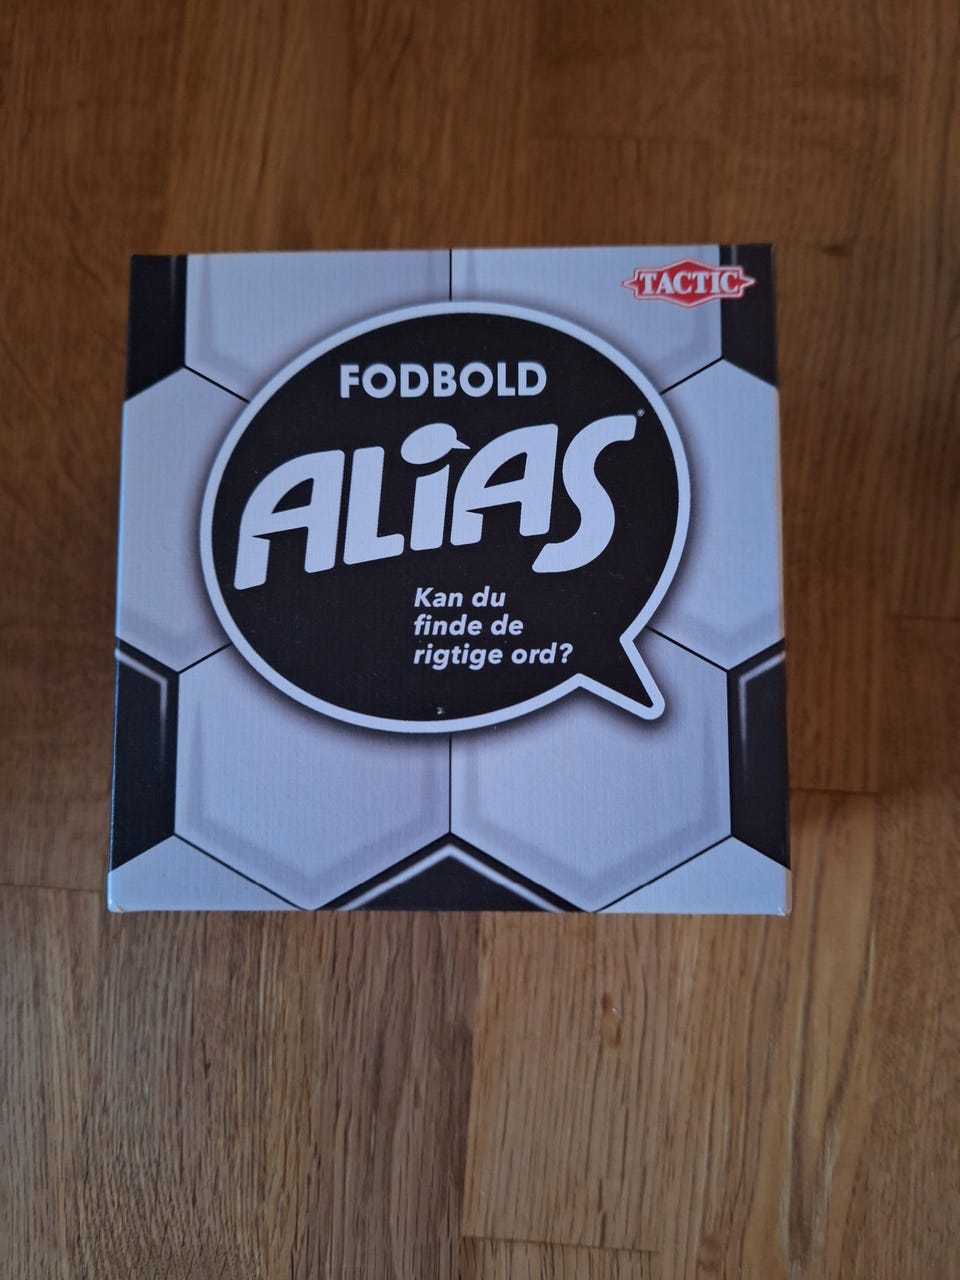 TACTIC
FODBOLD
ALiAS®
Kan du
finde de
rigtige ord?